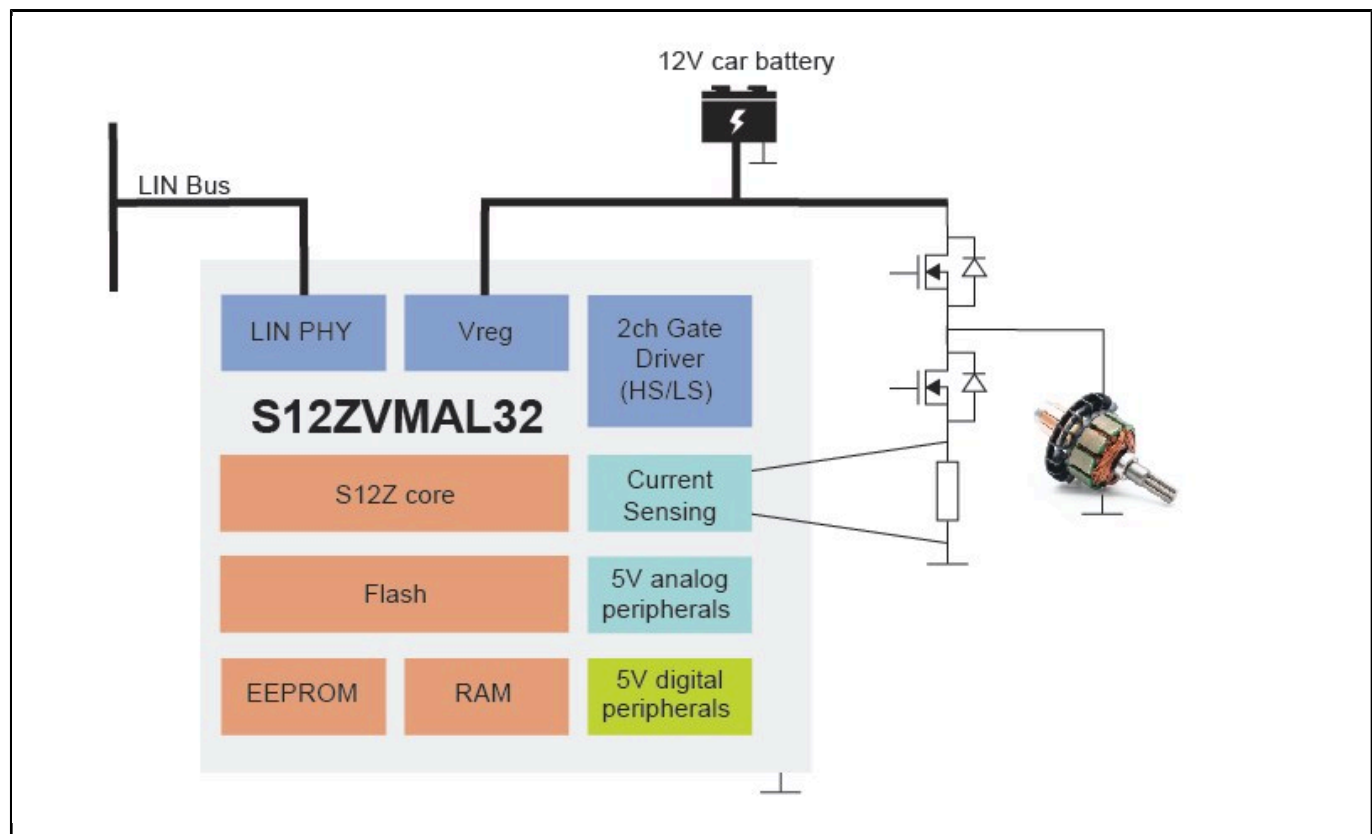 12V car battery
LIN Bus
LIN PHY
Vreg
2ch Gate
Driver
(HS/LS)
S12ZVMAL32
S12Z core
Current
Sensing
Flash
5V analog
peripherals
EEPROM
RAM
5V digital
peripherals